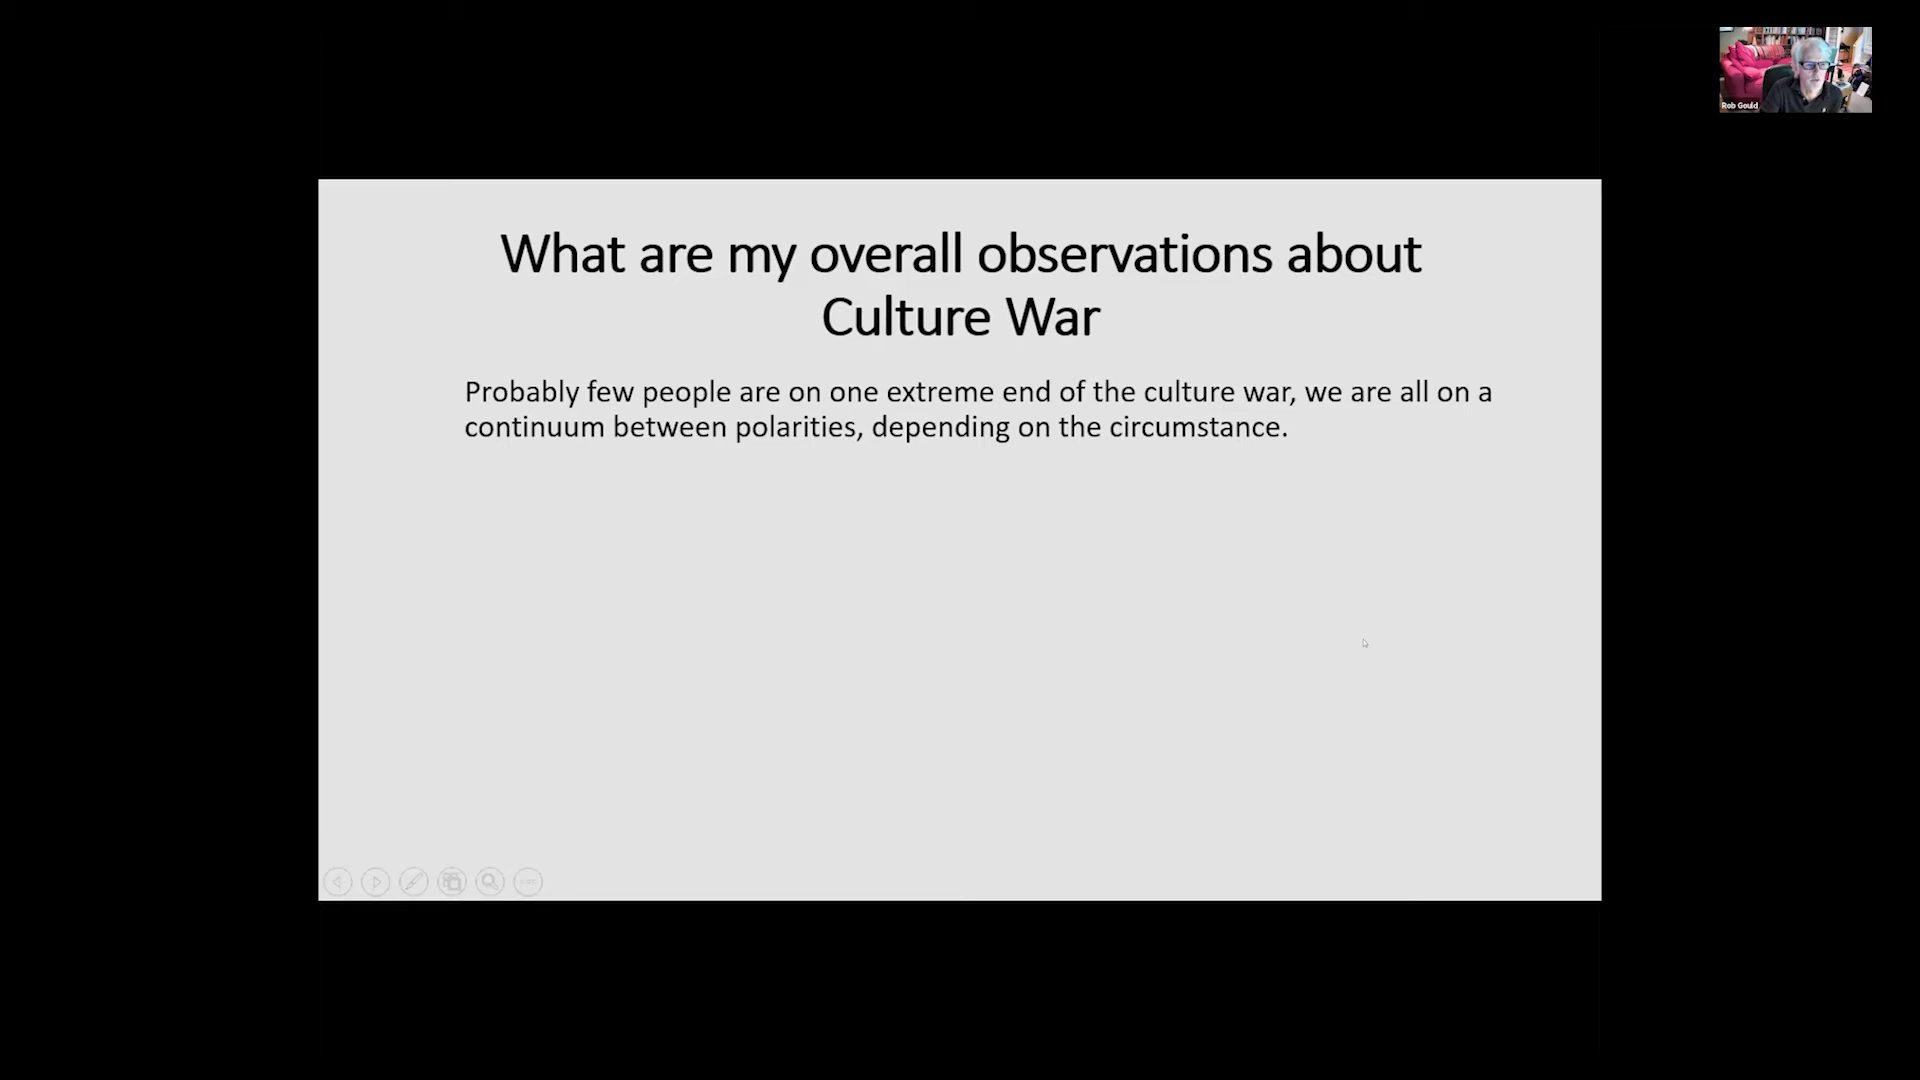 Rob Gould
What are my overall observations about
Culture War
Probably few people are on one extreme end of the culture war, we are all on a
continuum between polarities, depending on the circumstance.